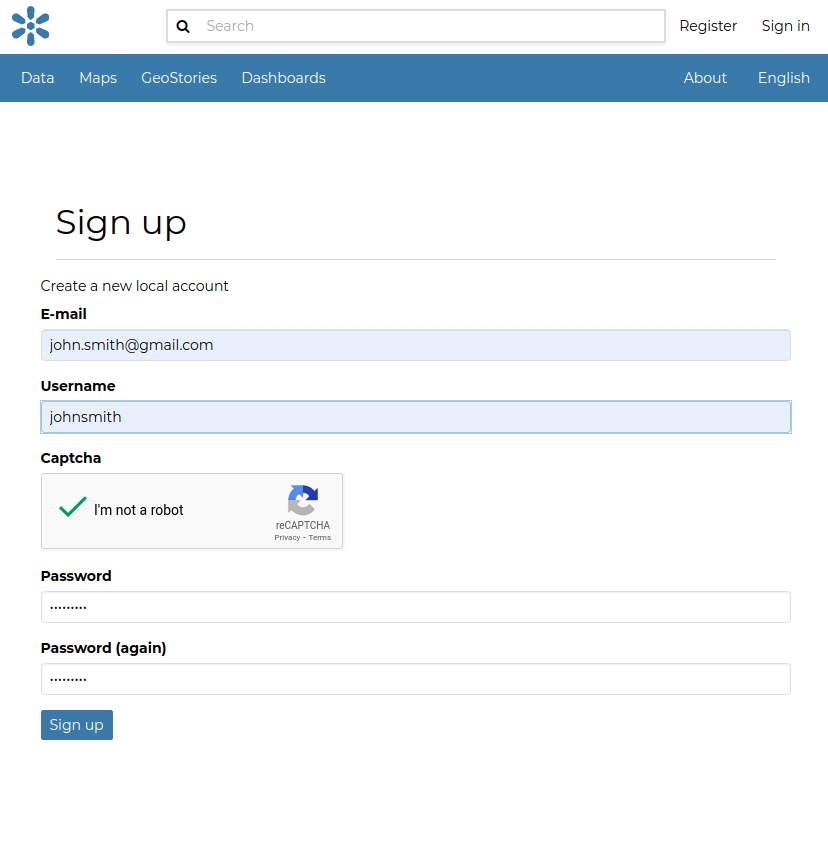 Search
Register
Sign in
Data
Maps
GeoStories
Dashboards
About
English
Sign up
Create a new local account
E-mail
john.smith@gmail.com
Username
johnsmith
Captcha
I'm not a robot
reCAPTCHA
Privacy - Terms
Password
•••••••••
Password (again)
•••••••••
Sign up